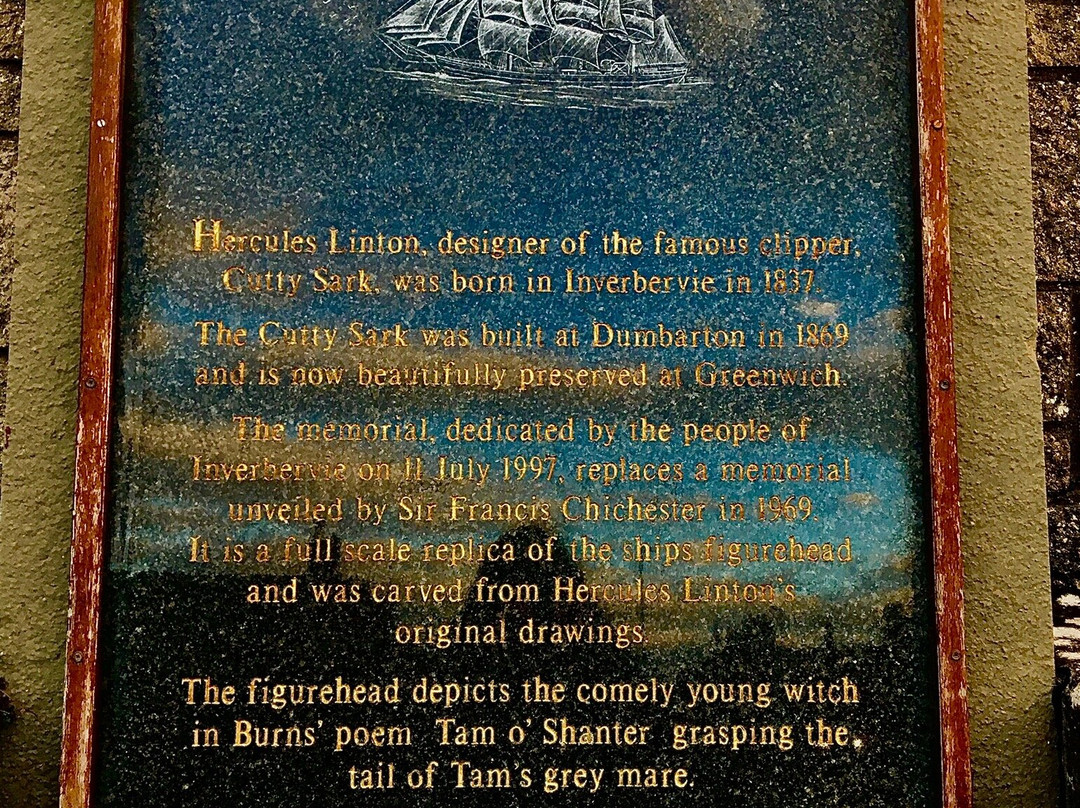 Hercules Linton, designer of the famous clipper,
Cutty Sark, was born in Inverbervie in 1837.
The Cutty Sark was built at Dumbarton in 1869
and is now beautifully preserved at Greenwich.
The memorial, dedicated by the people of
Inverbervie on 11 July 1997, replaces a memorial
unveiled by Sir Francis Chichester in 1969.
It is a full scale replica of the ships figurehead
and was carved from Hercules Linton's
original drawings.
The figurehead depicts the comely young witch
in Burns' poem Tam o' Shanter grasping the
tail of Tam's grey mare.